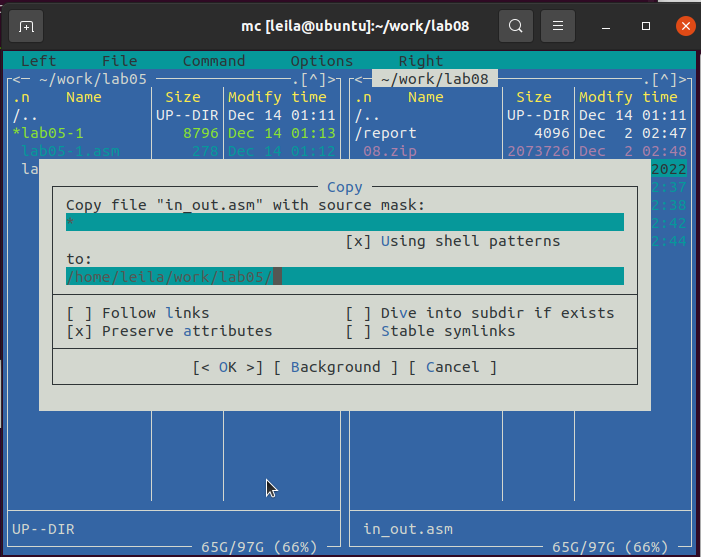 mc [leila@ubuntu]:~/work/lab08
Left File Command Options Right
<─ ~/work/lab05 .[^]> <─ ~/work/lab08 .[^]>
.n Name Size Modify time .n Name Size Modify time
/.. UP--DIR Dec 14 01:11 /.. UP--DIR Dec 14 01:11
*lab05-1 8796 Dec 14 01:13 /report 4096 Dec 2 02:47
lab05-1.asm 278 Dec 14 01:12 08.zip 2073726 Dec 2 02:48
la 2022
Copy
2:37
Copy file "in_out.asm" with source mask:
2:38
*
2:42
[x] Using shell patterns
2:44
to:
/home/leila/work/lab05/
[ ] Follow links [ ] Dive into subdir if exists
[x] Preserve attributes [ ] Stable symlinks
[< OK >] [ Background ] [ Cancel ]
UP--DIR in_out.asm
65G/97G (66%) 65G/97G (66%)